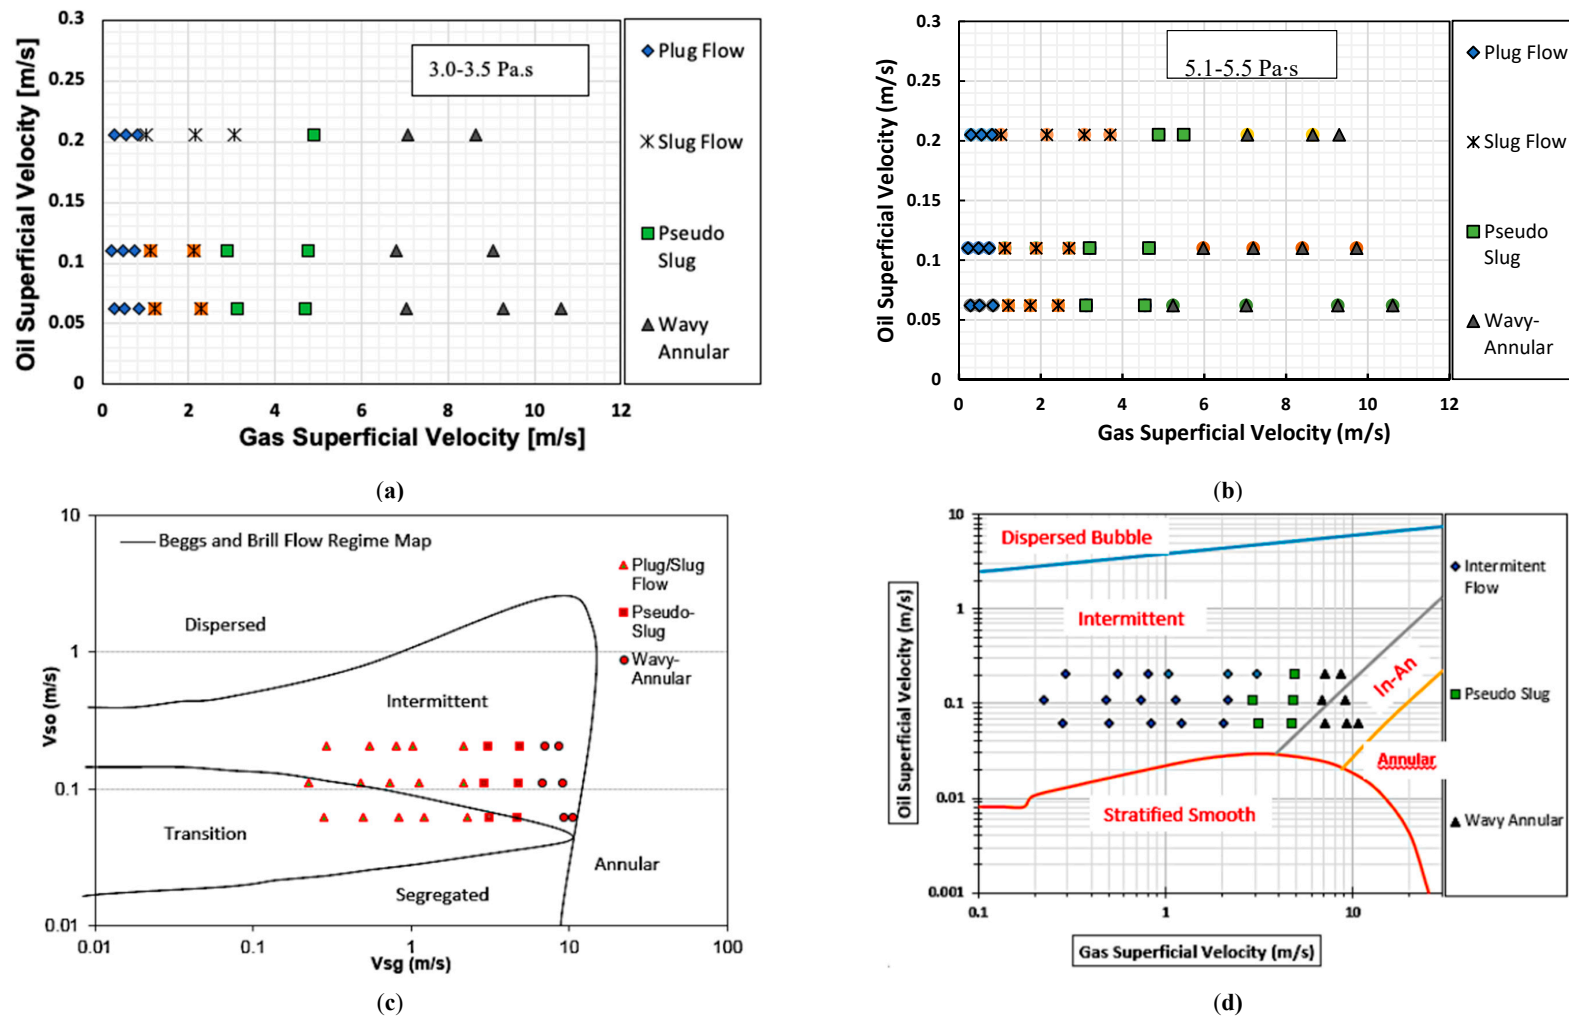 0.3
0.25
0.2
0.15
0.1
0.05
0
Oil Superficial Velocity [m/s]
3.0-3.5 Pa.s
Plug Flow
Slug Flow
Pseudo
Slug
Wavy
Annular
0 2 4 6 8 10 12
Gas Superficial Velocity [m/s]
(a)
0.3
0.25
0.2
0.15
0.1
0.05
0
Oil Superficial Velocity (m/s)
5.1-5.5 Pa·s
Plug Flow
Slug Flow
Pseudo
Slug
Wavy-
Annular
0 2 4 6 8 10 12
Gas Superficial Velocity (m/s)
(b)
10
1
0.1
0.01
Vso (m/s)
Beggs and Brill Flow Regime Map
Plug/Slug
Flow
Pseudo-
Slug
Wavy-
Annular
Dispersed
Intermittent
Transition
Annular
Segregated
0.01 0.1 1 10 100
Vsg (m/s)
(c)
10
1
0.1
0.01
0.001
Oil Superficial Velocity (m/s)
Dispersed Bubble
Intermittent
In-An
Annular
Stratified Smooth
Intermitent
Flow
Pseudo Slug
Wavy Annular
0.1 1 10
Gas Superficial Velocity (m/s)
(d)